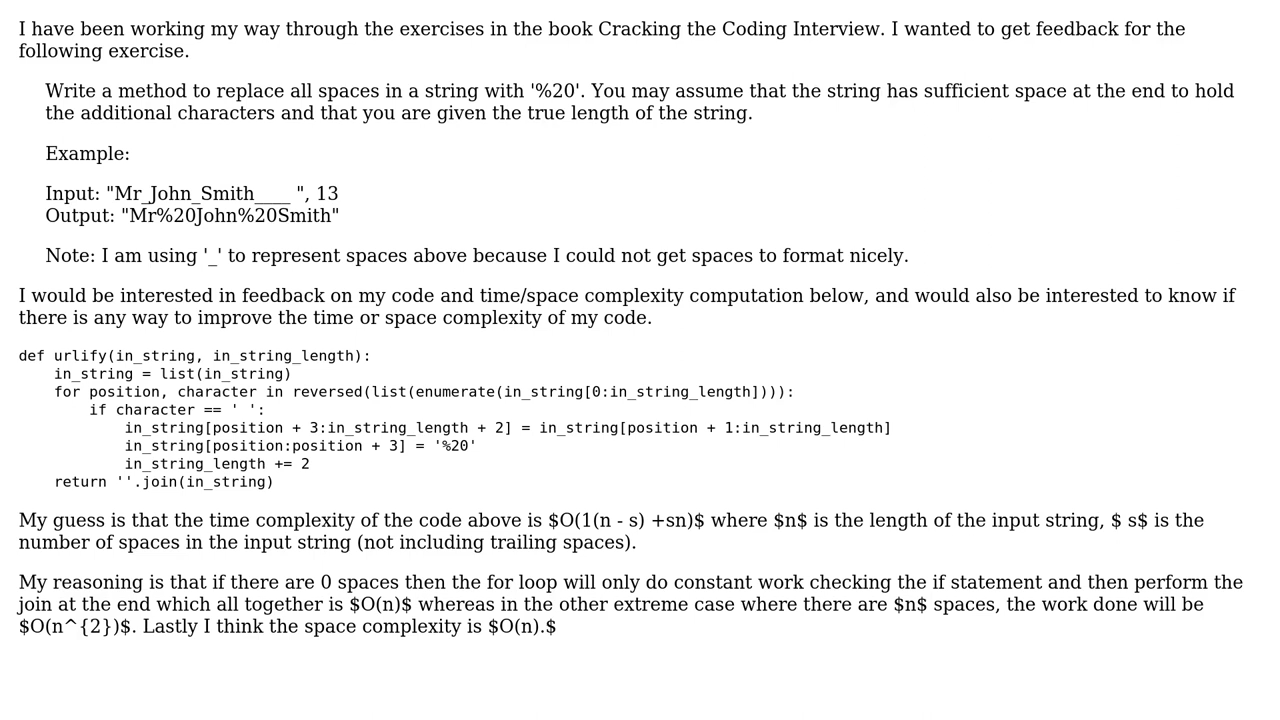 I have been working my way through the exercises in the book Cracking the Coding Interview. I wanted to get feedback for the
following exercise.
Write a method to replace all spaces in a string with '%20'. You may assume that the string has sufficient space at the end to hold
the additional characters and that you are given the true length of the string.
Example:
Input: "Mr_John_Smith____ ", 13
Output: "Mr%20John%20Smith"
Note: I am using '_' to represent spaces above because I could not get spaces to format nicely.
I would be interested in feedback on my code and time/space complexity computation below, and would also be interested to know if
there is any way to improve the time or space complexity of my code.
def urlify(in_string, in_string_length):
    in_string = list(in_string)
    for position, character in reversed(list(enumerate(in_string[0:in_string_length]))):
        if character == ' ':
            in_string[position + 3:in_string_length + 2] = in_string[position + 1:in_string_length]
            in_string[position:position + 3] = '%20'
            in_string_length += 2
    return ''.join(in_string)
My guess is that the time complexity of the code above is $O(1(n - s) +sn)$ where $n$ is the length of the input string, $ s$ is the
number of spaces in the input string (not including trailing spaces).
My reasoning is that if there are 0 spaces then the for loop will only do constant work checking the if statement and then perform the
join at the end which all together is $O(n)$ whereas in the other extreme case where there are $n$ spaces, the work done will be
$O(n^{2})$. Lastly I think the space complexity is $O(n).$